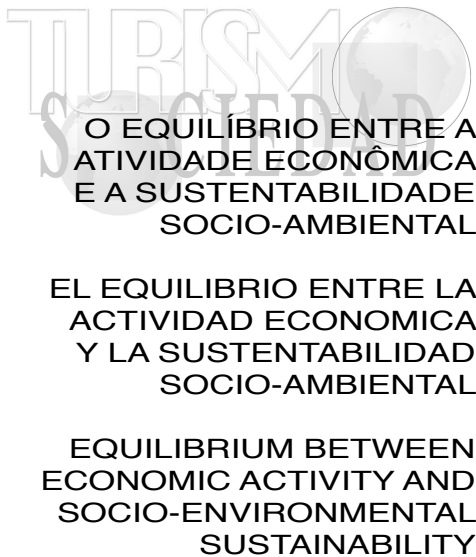 TURISMO
SOCIEDAD
O EQUILÍBRIO ENTRE A
ATIVIDADE ECONÔMICA
E A SUSTENTABILIDADE
SOCIO-AMBIENTAL
EL EQUILIBRIO ENTRE LA
ACTIVIDAD ECONOMICA
Y LA SUSTENTABILIDAD
SOCIO-AMBIENTAL
EQUILIBRIUM BETWEEN
ECONOMIC ACTIVITY AND
SOCIO-ENVIRONMENTAL
SUSTAINABILITY